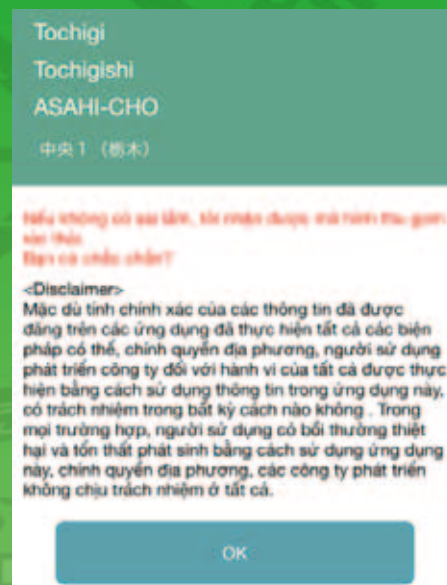 Tochigi
Tochigishi
ASAHI-CHO
中央1 (栃木)
Nếu không có sai lầm, tôi nhận được mô hình thu gom
xác thực.
Bạn có chắc chắn?
<Disclaimer>
Mặc dù tính chính xác của các thông tin đã được
đăng trên các ứng dụng đã thực hiện tất cả các biện
pháp có thể, chính quyền địa phương, người sử dụng
phát triển công ty đối với hành vi của tất cả được thực
hiện bằng cách sử dụng thông tin trong ứng dụng này,
có trách nhiệm trong bất kỳ cách nào không . Trong
mọi trường hợp, người sử dụng có bồi thường thiệt
hại và tổn thất phát sinh bằng cách sử dụng ứng dụng
này, chính quyền địa phương, các công ty phát triển
không chịu trách nhiệm ở tất cả.
OK